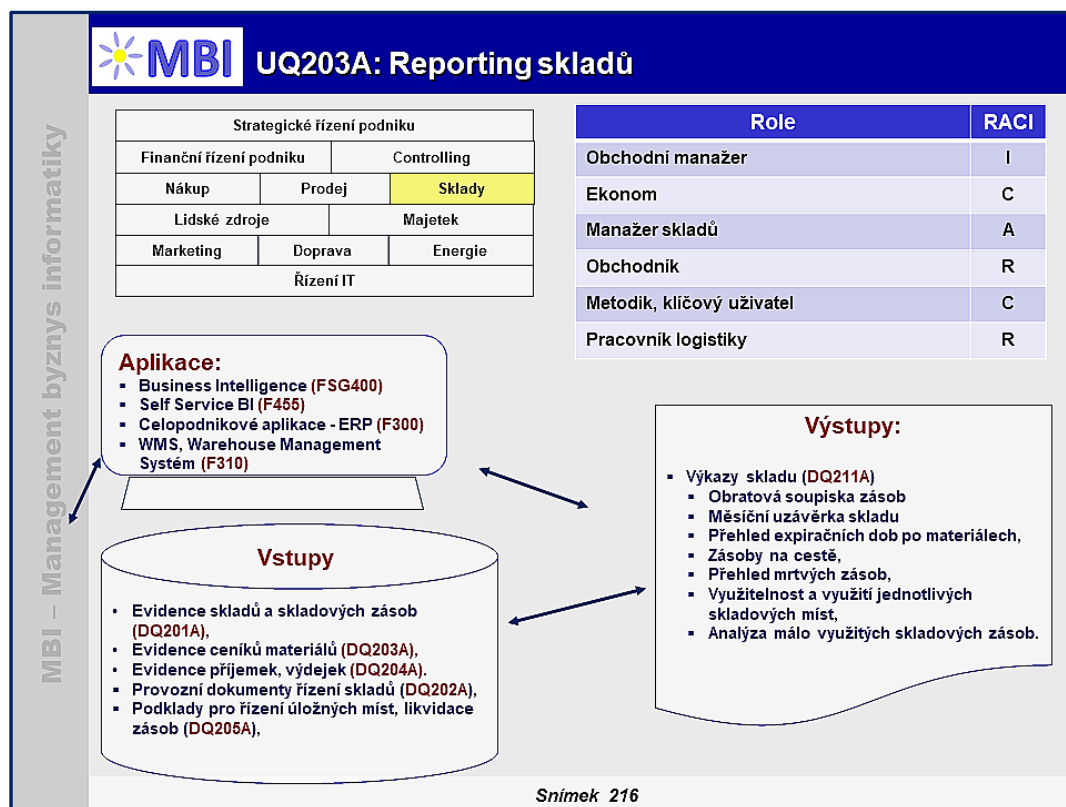 MBI – Management byznys informatiky
MBI
UQ203A: Reporting skladů
Strategické řízení podniku
Finanční řízení podniku Controlling
Nákup Prodej Sklady
Lidské zdroje Majetek
Marketing Doprava Energie
Řízení IT
Role RACI
Obchodní manažer I
Ekonom C
Manažer skladů A
Obchodník R
Metodik, klíčový uživatel C
Pracovník logistiky R
Aplikace:
▪ Business Intelligence (FSG400)
▪ Self Service BI (F455)
▪ Celopodnikové aplikace - ERP (F300)
▪ WMS, Warehouse Management
Systém (F310)
Vstupy
• Evidence skladů a skladových zásob
(DQ201A),
• Evidence ceníků materiálů (DQ203A),
• Evidence příjemek, výdejek (DQ204A).
▪ Provozní dokumenty řízení skladů (DQ202A),
▪ Podklady pro řízení úložných míst, likvidace
zásob (DQ205A),
Výstupy:
▪ Výkazy skladu (DQ211A)
▪ Obratová soupiska zásob
▪ Měsíční uzávěrka skladu
▪ Přehled expiračních dob po materiálech,
▪ Zásoby na cestě,
▪ Přehled mrtvých zásob,
▪ Využitelnost a využití jednotlivých
skladových míst,
▪ Analýza málo využitých skladových zásob.
Snímek 216